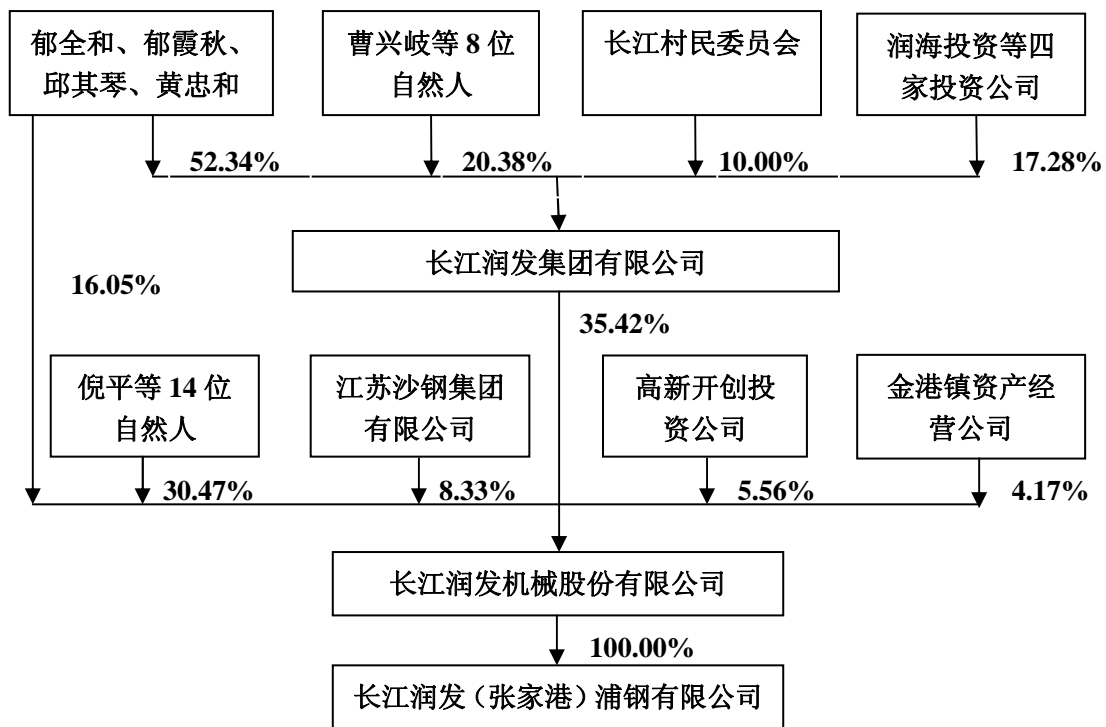 郁全和、郁霞秋、
邱其琴、黄忠和
曹兴岐等 8 位
自然人
长江村民委员会
润海投资等四
家投资公司
52.34%
20.38%
10.00%
17.28%
长江润发集团有限公司
16.05%
35.42%
倪平等 14 位
自然人
江苏沙钢集团
有限公司
高新开创投
资公司
金港镇资产经
营公司
30.47%
8.33%
5.56%
4.17%
长江润发机械股份有限公司
100.00%
长江润发（张家港）浦钢有限公司